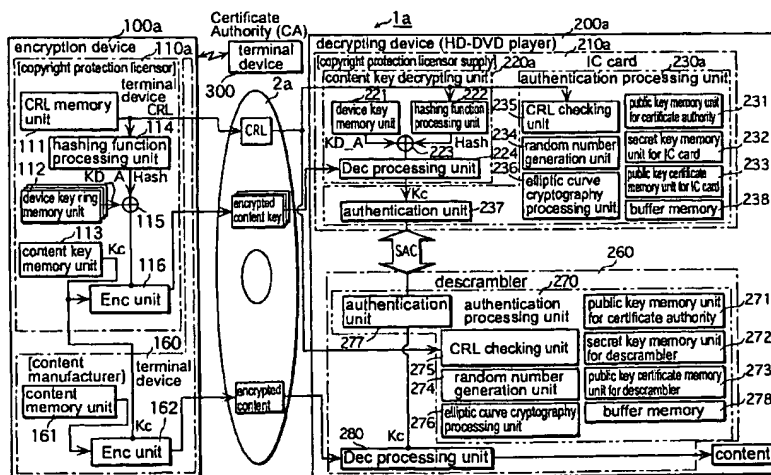 Certificate Authority (CA)
1a
100a
encryption device
110a
[copyright protection licensor]
terminal device
CRL memory unit
CRL
111
114
hashing function processing unit
112
KD_A
Hash
device key ring memory unit
115
113
Kc
content key memory unit
116
Enc unit
160
[content manufacturer]
terminal device
content memory unit
161
162
Kc
Enc unit
terminal device
300
2a
CRL
encrypted content key
encrypted content
200a
decrypting device (HD-DVD player)
210a
[copyright protection licensor supply]
IC card
content key decrypting unit
220a
230a
authentication processing unit
221
222
device key memory unit
hashing function processing unit
KD_A
Hash
223
224
Dec processing unit
Kc
authentication unit
237
235
CRL checking unit
234
random number generation unit
236
elliptic curve cryptography processing unit
public key memory unit for certificate authority
231
secret key memory unit for IC card
232
public key certificate memory unit for IC card
233
buffer memory
238
SAC
260
descrambler
270
authentication unit
277
authentication processing unit
CRL checking unit
275
274
random number generation unit
276
elliptic curve cryptography processing unit
public key memory unit for certificate authority
271
secret key memory unit for descrambler
272
public key certificate memory unit for descrambler
273
buffer memory
278
280
Kc
Dec processing unit
content